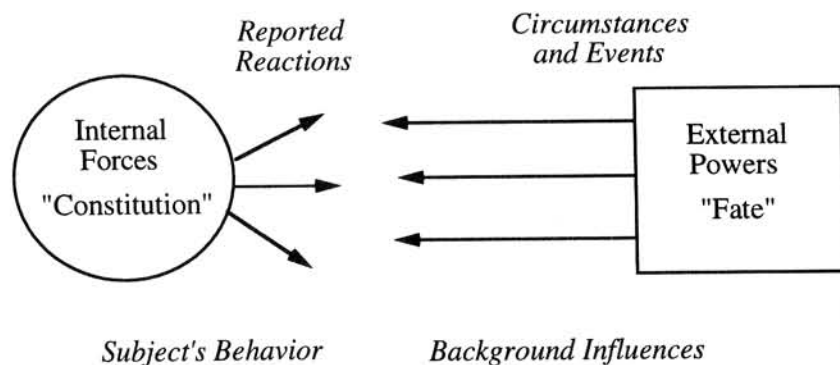 Reported
Reactions
Circumstances
and Events
Internal
Forces
"Constitution"
External
Powers
"Fate"
Subject's Behavior
Background Influences